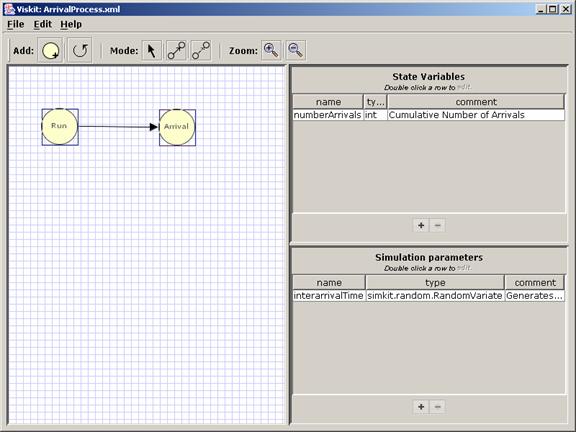 Viskit: ArrivalProcess.xml
File Edit Help
Add: Mode: Zoom:
Run
Arrival
State Variables
Double click a row to edit.
name ty... comment
numberArrivals int Cumulative Number of Arrivals
+ −
Simulation parameters
Double click a row to edit.
name type comment
interarrivalTime simkit.random.RandomVariate Generates...
+ −